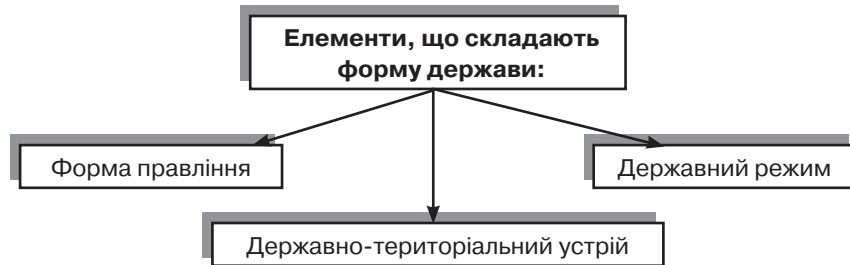 Елементи, що складають
форму держави:
Форма правління
Державний режим
Державно-територіальний устрій